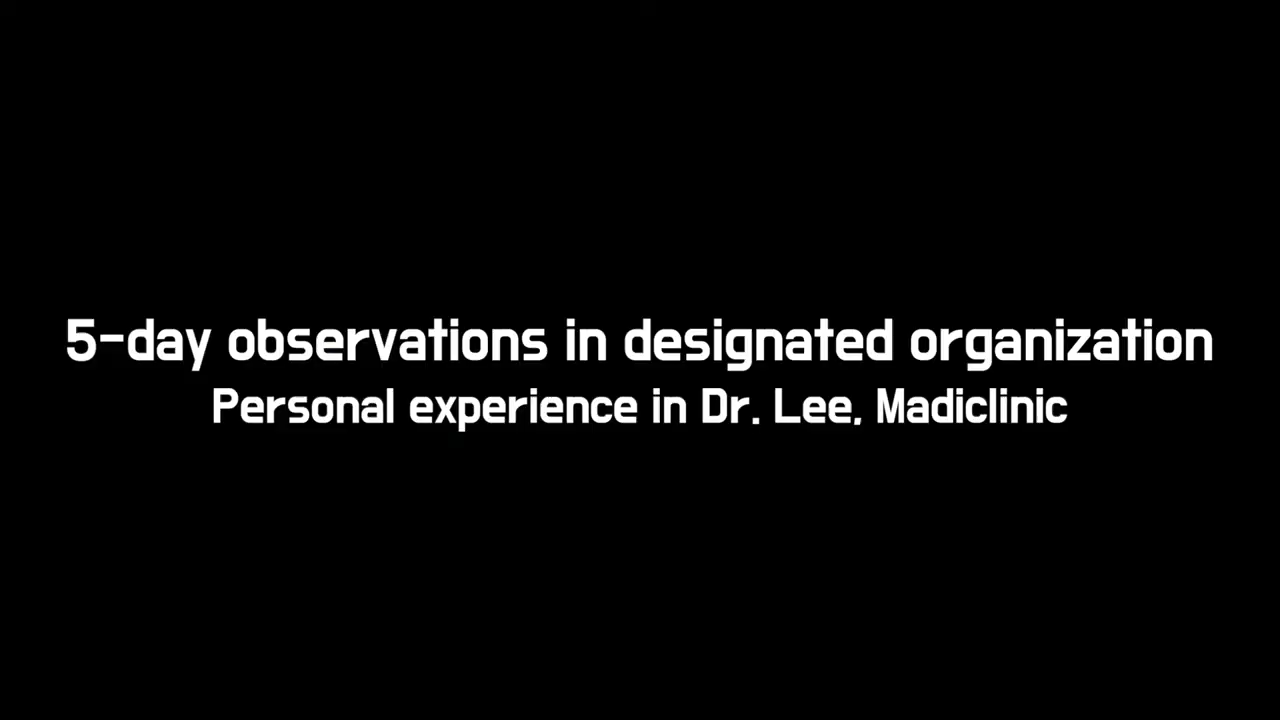 5-day observations in designated organization
Personal experience in Dr. Lee, Madiclinic